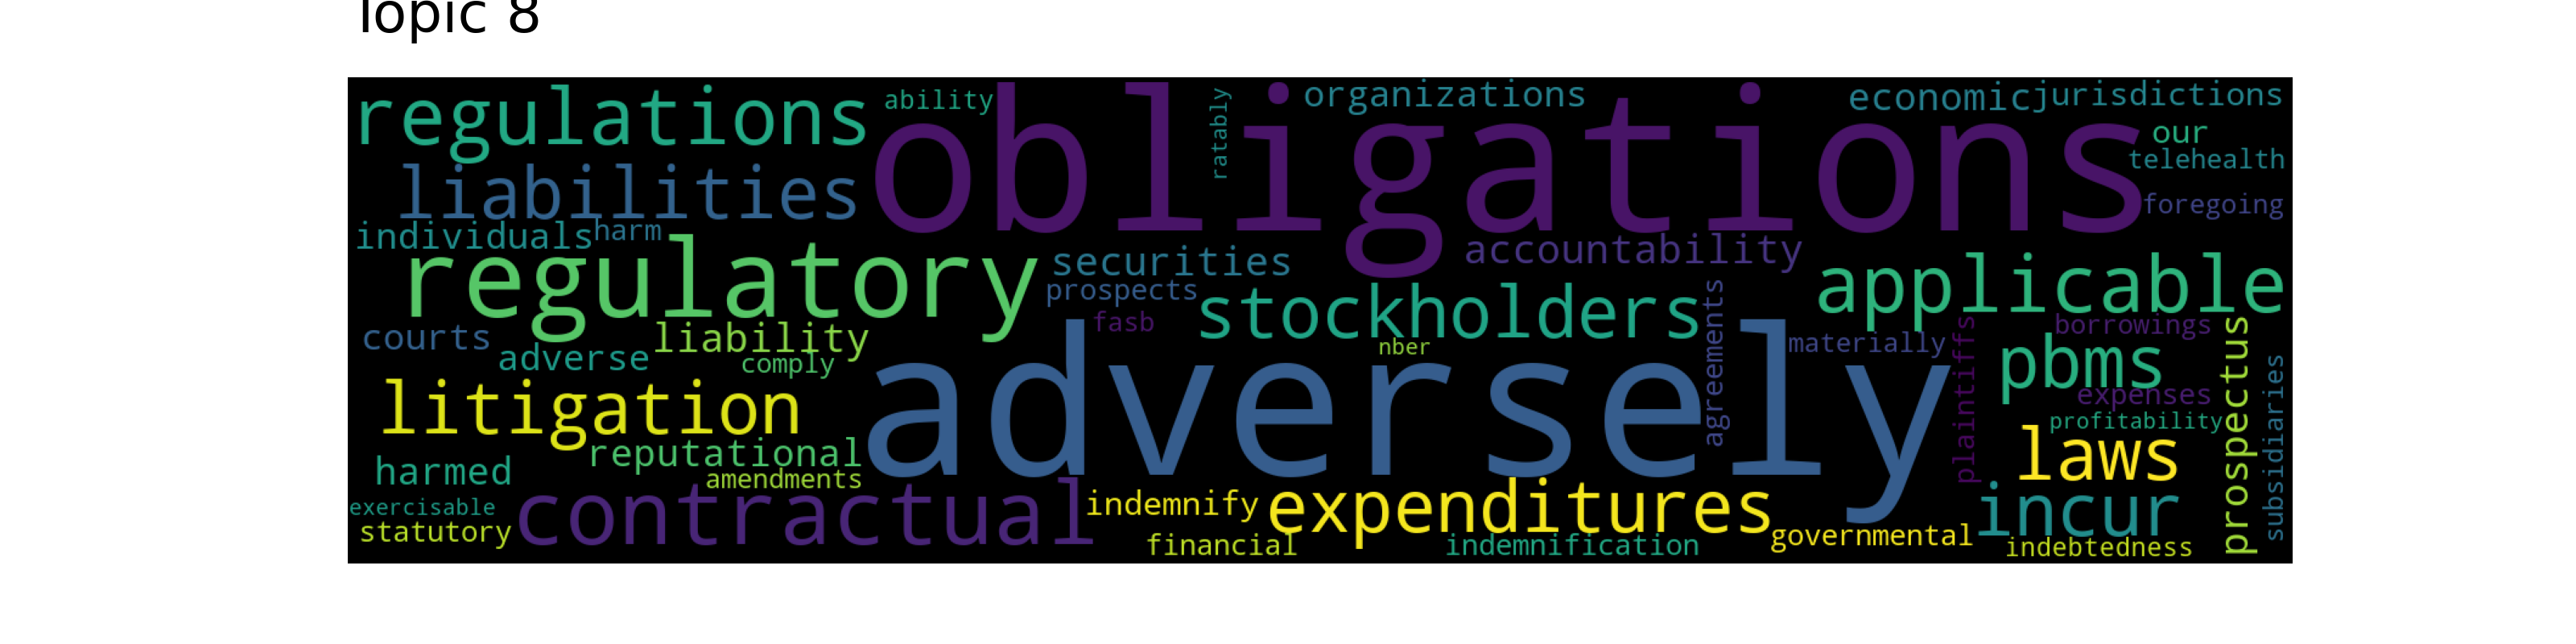 Topic 8
regulations
ability
obligations
ratably
organizations
economic
jurisdictions
our
telehealth
foregoing
liabilities
individuals
harm
regulatory
securities
accountability
applicable
prospects
stockholders
agreements
fasb
nber
courts
liability
adverse
comply
adversely
materially
plaintiffs
borrowings
pbms
prospectus
expenses
profitability
subsidiaries
litigation
reputational
laws
harmed
amendments
contractual
exercisable
statutory
indemnify
expenditures
incur
financial
indemnification
governmental
indebtedness